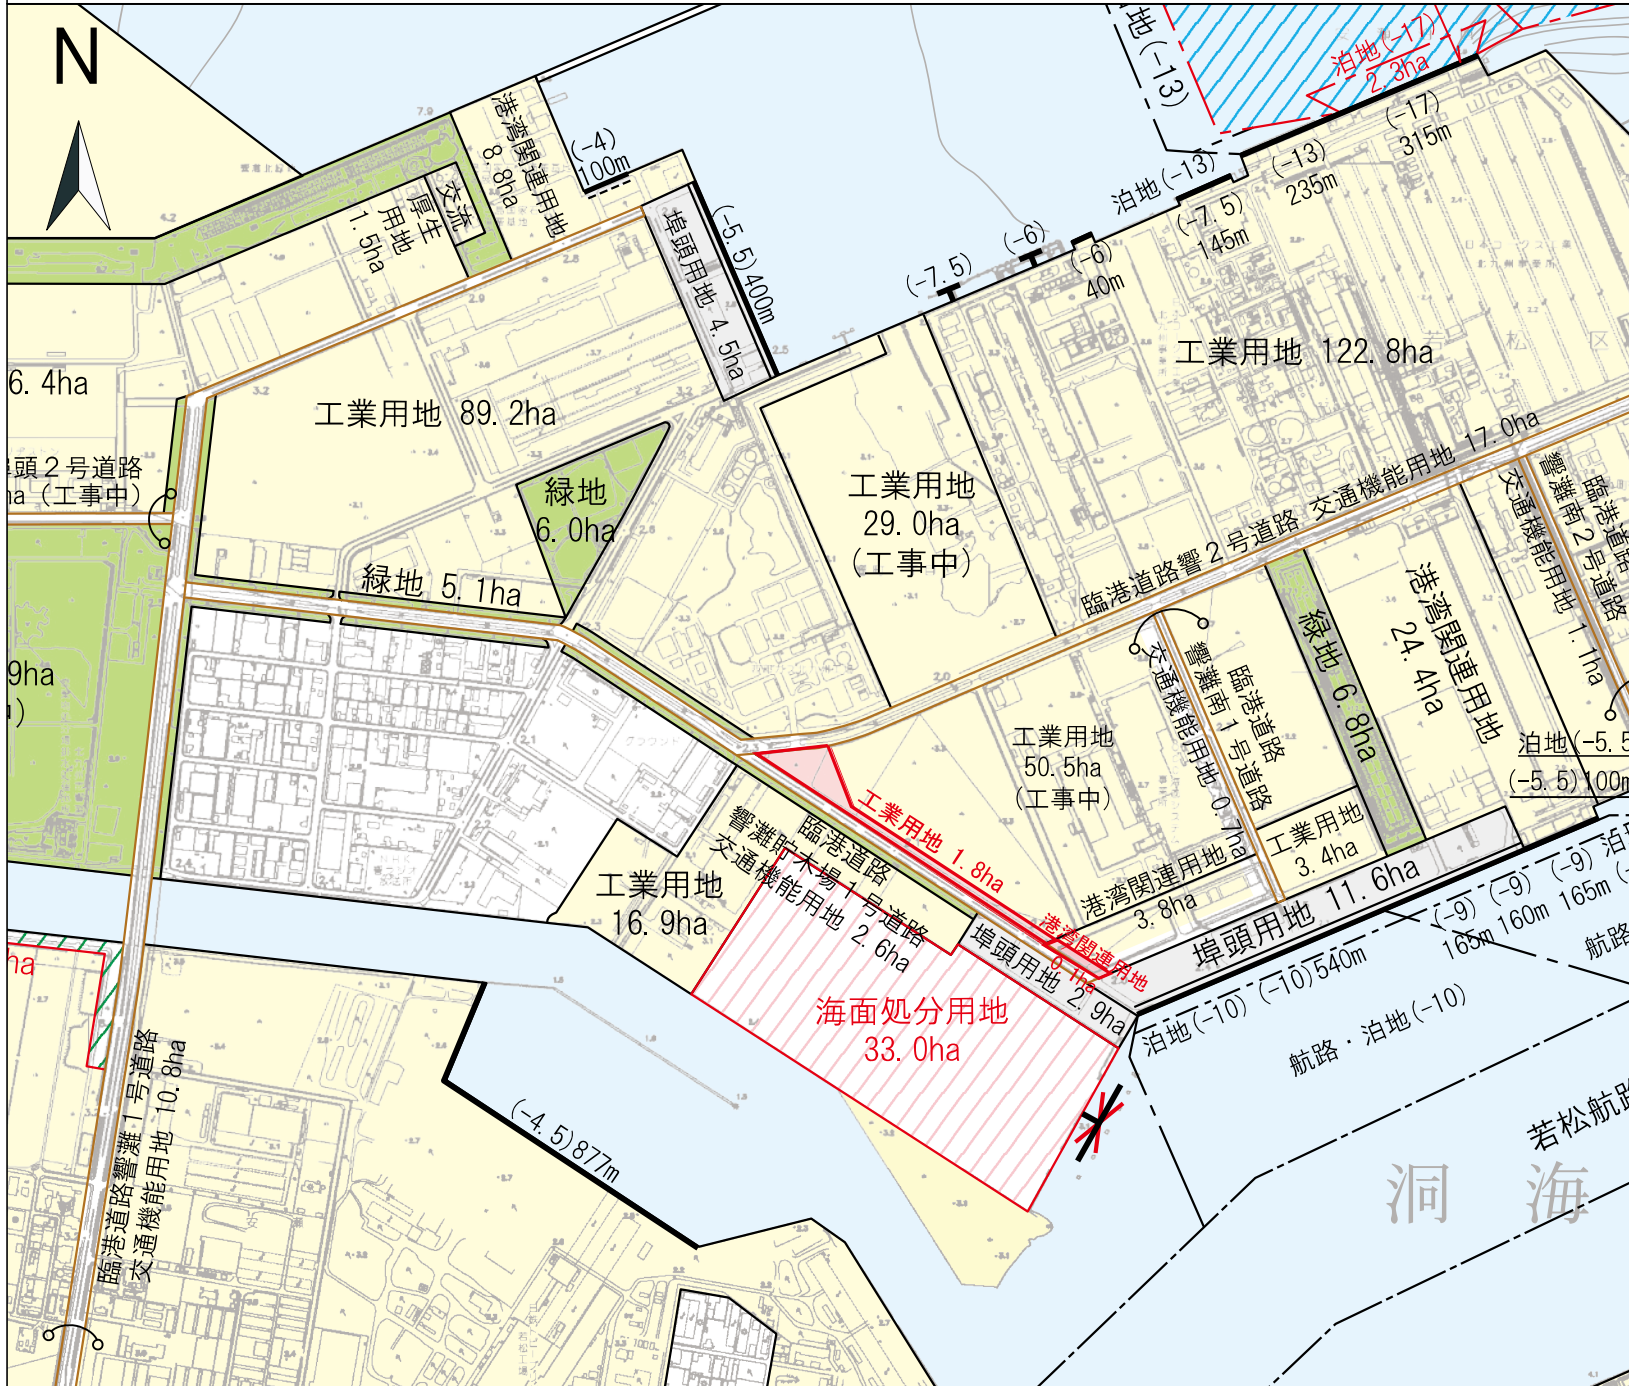 N
地(-13)
泊地(-17)
2.3ha
(-17)
315m
(-13)
235m
泊地(-13)
(-7.5)
145m
(-6)
(-6)
40m
(-7.5)
(-4)
100m
港湾関連用地
8.8ha
交流
厚生
用地
1.5ha
埠頭用地 4.5ha
(-5.5)400m
6.4ha
工業用地 89.2ha
工業用地 122.8ha
頭2号道路
ha（工事中）
緑地
6.0ha
緑地 5.1ha
工業用地
29.0ha
(工事中)
臨港道路響2号道路 交通機能用地 17.0ha
臨港道路
響灘南2号道路
交通機能用地 1.1ha
港湾関連用地
24.4ha
緑地 6.8ha
臨港道路
響灘南1号道路
交通機能用地 0.7ha
9ha
工業用地
50.5ha
(工事中)
泊地(-5.5
(-5.5)100m
グラウンド
工業用地 1.8ha
臨港道路
響灘貯木場1号道路
交通機能用地 2.6ha
工業用地
16.9ha
工業用地
3.4ha
港湾関連用地
3.8ha
港湾関連用地
0.1ha
埠頭用地 2.9ha
埠頭用地 11.6ha
(-9) (-9) (-9) 泊地
165m 160m 165m
航路
泊地(-10) (-10)540m
航路・泊地(-10)
海面処分用地
33.0ha
ha
臨港道路響灘1号道路
交通機能用地 10.8ha
(-4.5)877m
若松航路
洞海